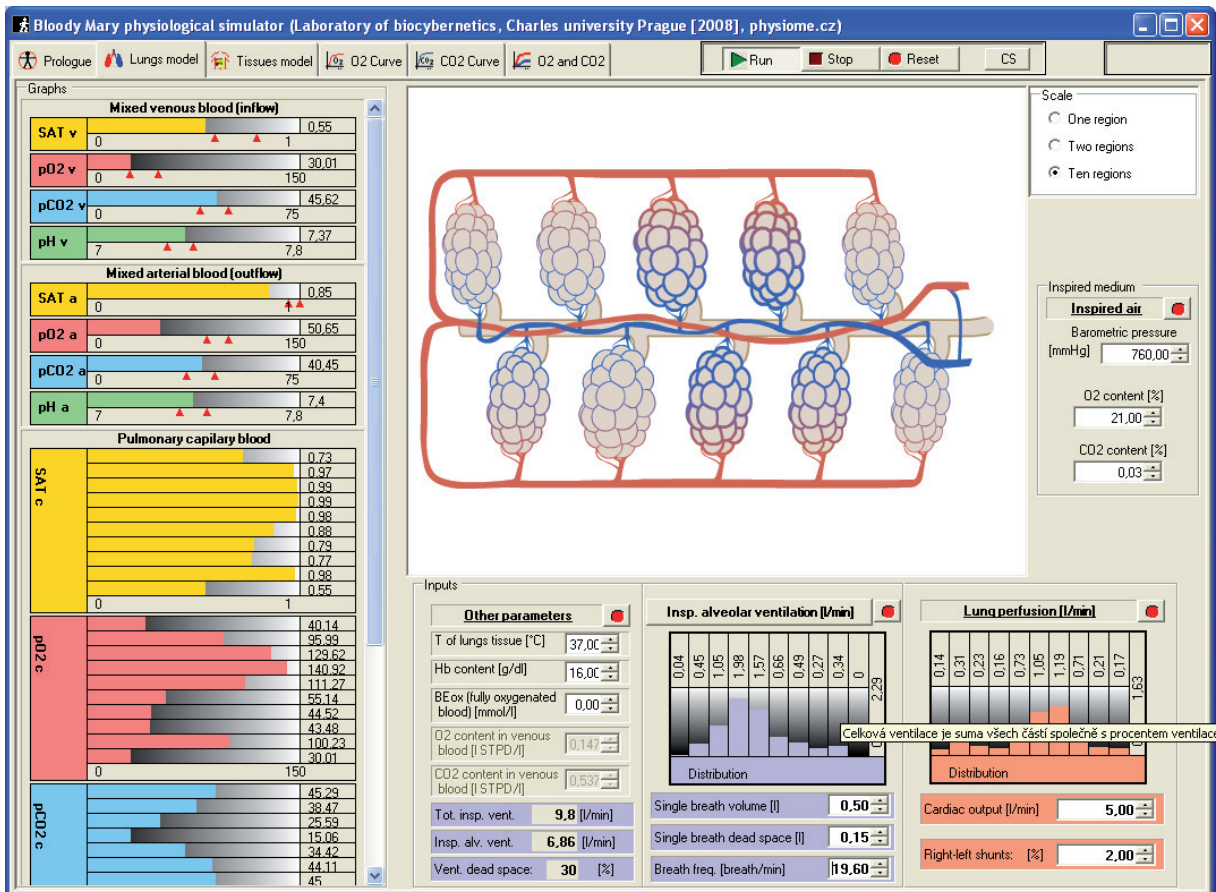 Bloody Mary physiological simulator (Laboratory of biocybernetics, Charles university Prague [2008], physiome.cz)
Prologue Lungs model Tissues model O2 Curve CO2 Curve O2 and CO2 Run Stop Reset CS
Graphs
Mixed venous blood (inflow)
SAT v 0,55
0 1
pO2 v 30,01
0 150
pCO2 v 45,62
0 75
pH v 7,37
7 7,8
Mixed arterial blood (outflow)
SAT a 0,85
0 1
pO2 a 50,65
0 150
pCO2 a 40,45
0 75
pH a 7,4
7 7,8
Pulmonary capilary blood
SAT c
0.73
0.97
0.99
0.99
0.98
0.88
0.79
0.77
0.98
0.55
0 1
pO2 c
40.14
95.99
129.62
140.92
111.27
55.14
44.52
43.48
100.23
30.01
0 150
pCO2 c
45.29
38.47
25.59
15.06
34.42
44.11
45
Scale
One region
Two regions
Ten regions
Inspired medium
Inspired air
Barometric pressure
[mmHg] 760,00
O2 content [%]
21,00
CO2 content [%]
0,03
Inputs
Other parameters
T of lungs tissue [°C] 37,00
Hb content [g/dl] 16,00
BEox (fully oxygenated
blood) [mmol/l] 0,00
O2 content in venous
blood [l STPD/l] 0,147
CO2 content in venous
blood [l STPD/l] 0,537
Tot. insp. vent. 9,8 [l/min]
Insp. alv. vent. 6,86 [l/min]
Vent. dead space: 30 [%]
Insp. alveolar ventilation [l/min]
0,04 0,45 1,05 1,98 1,57 0,66 0,49 0,27 0,34 0 2,29
Distribution
Celková ventilace je suma všech částí společně s procentem ventilace
Single breath volume [l] 0,50
Single breath dead space [l] 0,15
Breath freq. [breath/min] 19,60
Lung perfusion [l/min]
0,14 0,31 0,23 0,16 0,73 1,05 1,19 0,71 0,21 0,17 1,63
Distribution
Cardiac output [l/min] 5,00
Right-left shunts: [%] 2,00